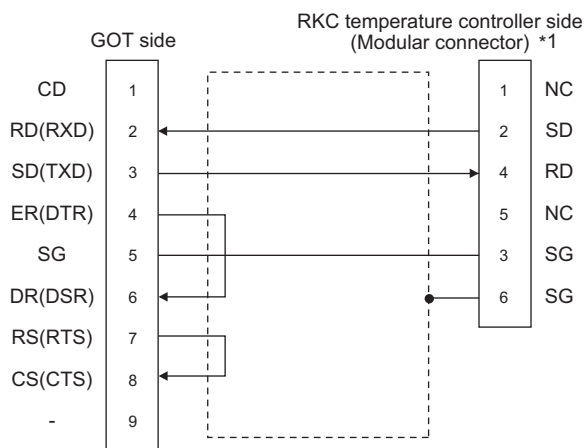 RKC temperature controller side
(Modular connector) *1
GOT side
CD 1
RD(RXD) 2
SD(TXD) 3
ER(DTR) 4
SG 5
DR(DSR) 6
RS(RTS) 7
CS(CTS) 8
- 9
1 NC
2 SD
4 RD
5 NC
3 SG
6 SG